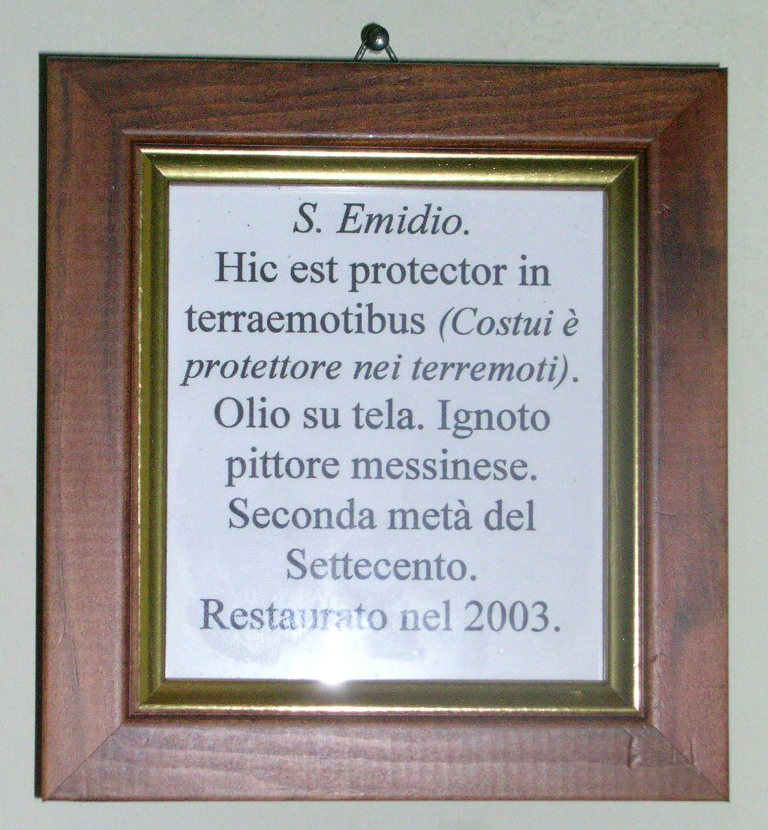 S. Emidio.
Hic est protector in
terraemotibus (Costui è
protettore nei terremoti).
Olio su tela. Ignoto
pittore messinese.
Seconda metà del
Settecento.
Restaurato nel 2003.